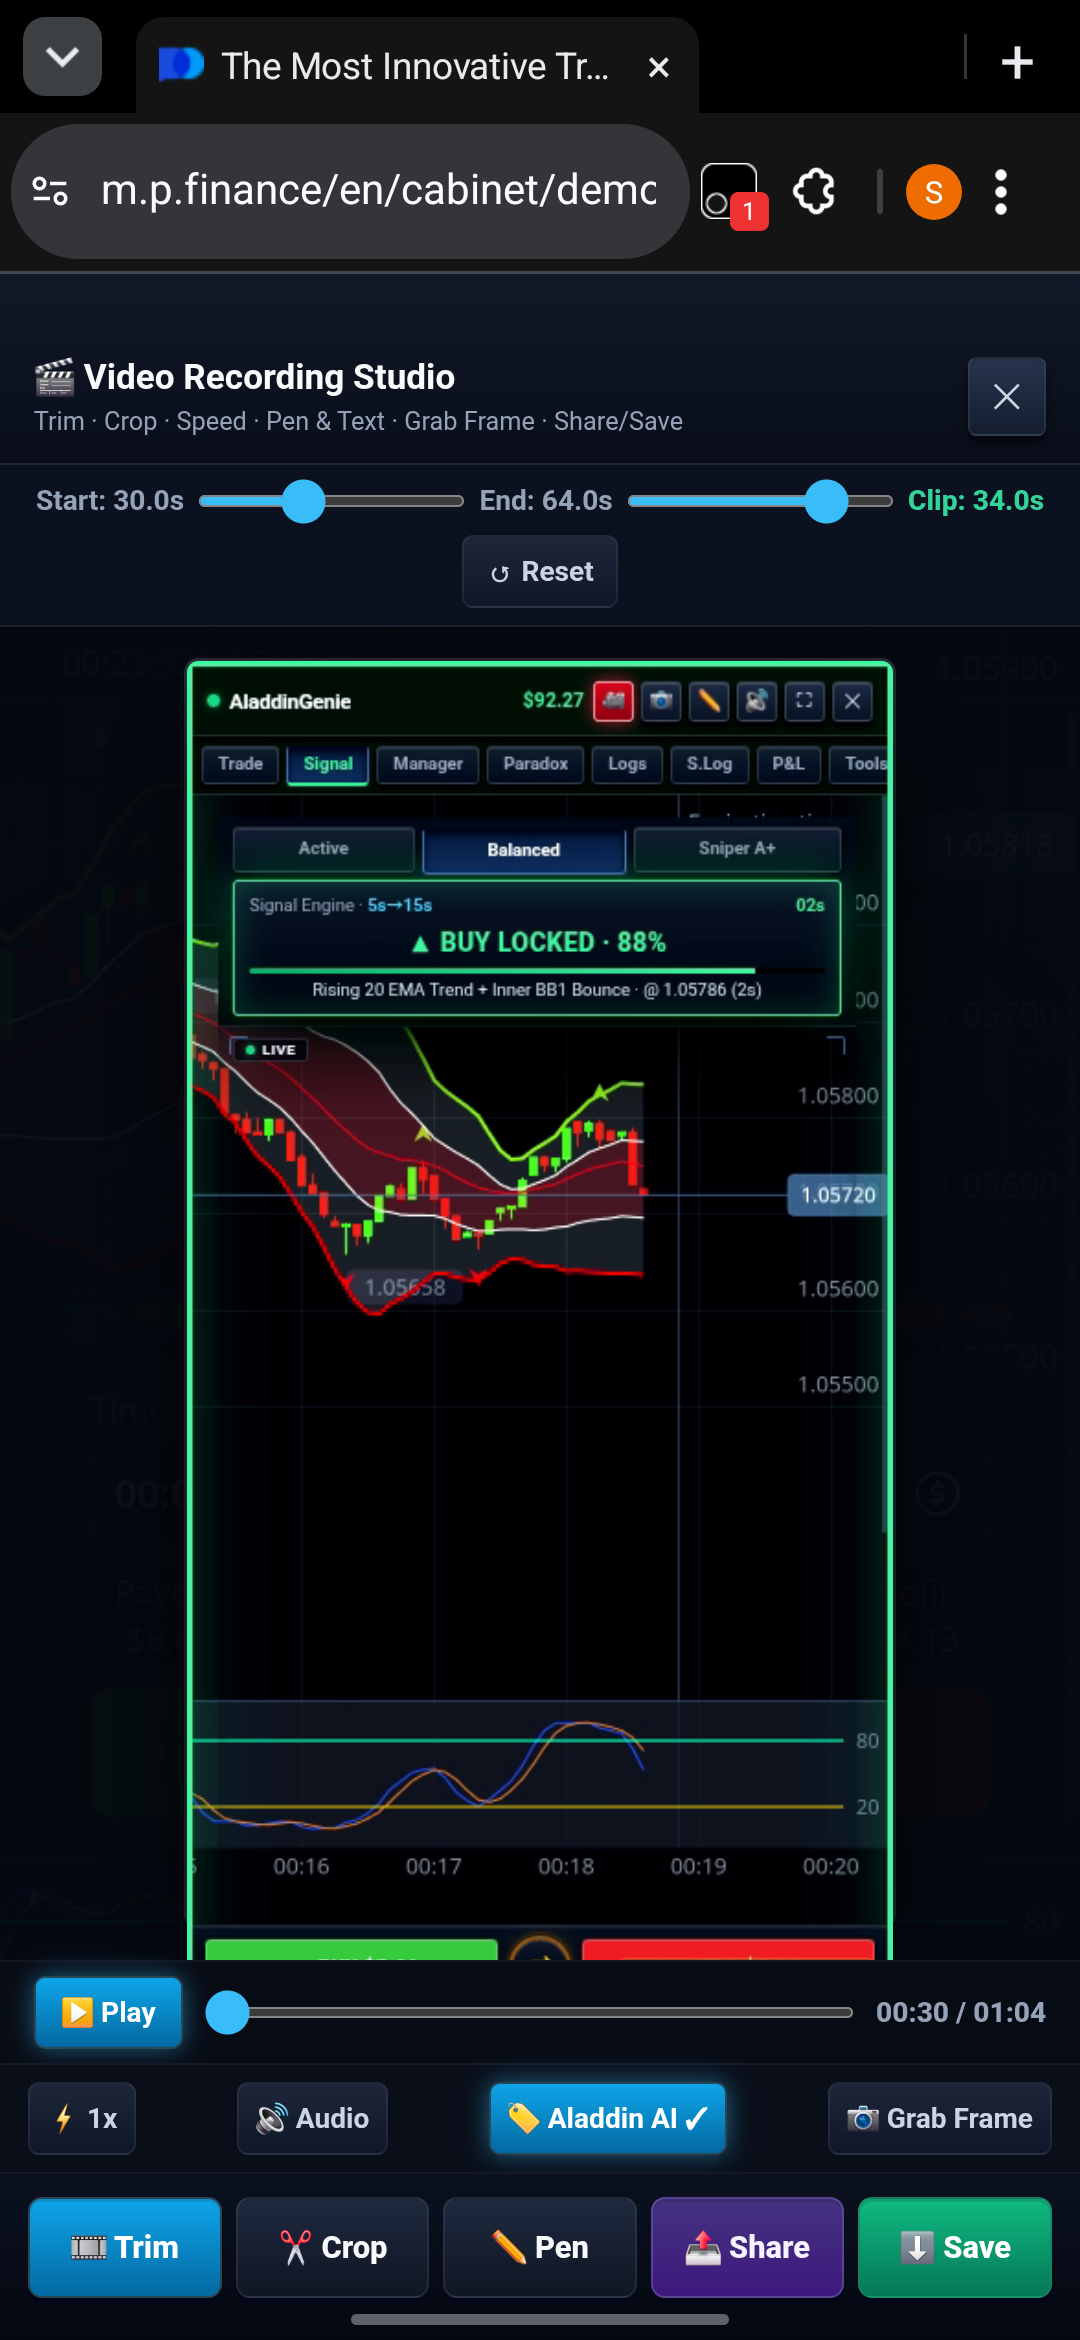 The Most Innovative Tr...
m.p.finance/en/cabinet/demo
1
S
Video Recording Studio
Trim · Crop · Speed · Pen & Text · Grab Frame · Share/Save
Start: 30.0s
End: 64.0s
Clip: 34.0s
↺ Reset
AladdinGenie
$92.27
Trade
Signal
Manager
Paradox
Logs
S.Log
P&L
Tools
Active
Balanced
Sniper A+
Signal Engine · 5s→15s
02s
▲ BUY LOCKED · 88%
Rising 20 EMA Trend + Inner BB1 Bounce · @ 1.05786 (2s)
LIVE
1.05800
1.05720
1.05658
1.05600
1.05500
80
20
00:16
00:17
00:18
00:19
00:20
Play
00:30 / 01:04
1x
Audio
Aladdin AI ✓
Grab Frame
Trim
Crop
Pen
Share
Save